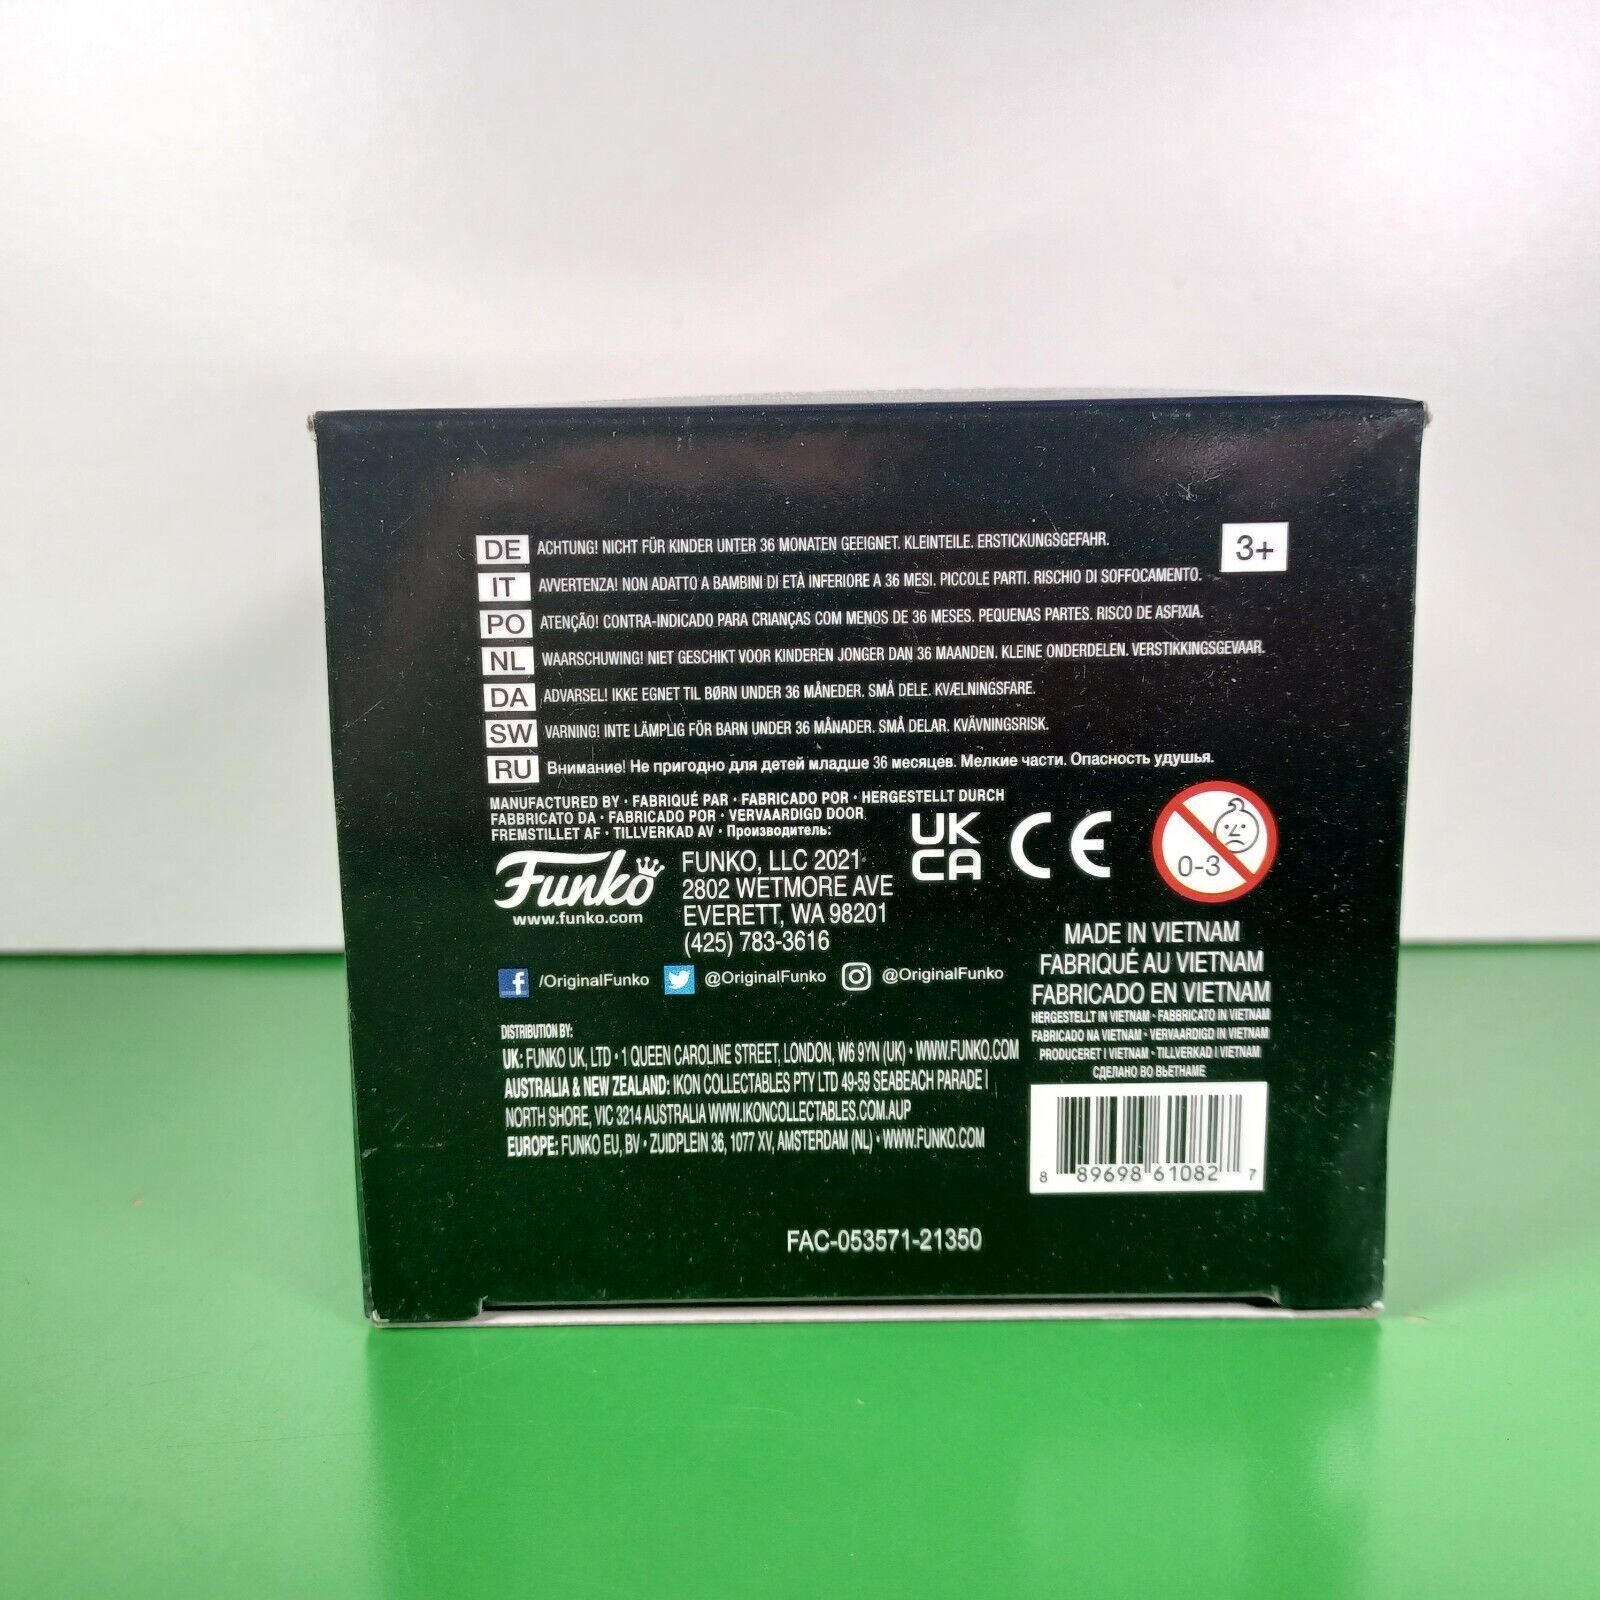 DE ACHTUNG! NICHT FÜR KINDER UNTER 36 MONATEN GEEIGNET. KLEINTEILE. ERSTICKUNGSGEFAHR.
3+
IT AVVERTENZA! NON ADATTO A BAMBINI DI ETÀ INFERIORE A 36 MESI. PICCOLE PARTI. RISCHIO DI SOFFOCAMENTO.
PO ATENÇÃO! CONTRA-INDICADO PARA CRIANÇAS COM MENOS DE 36 MESES. PEQUENAS PARTES. RISCO DE ASFIXIA.
NL WAARSCHUWING! NIET GESCHIKT VOOR KINDEREN JONGER DAN 36 MAANDEN. KLEINE ONDERDELEN. VERSTIKKINGSGEVAAR.
DA ADVARSEL! IKKE EGNET TIL BØRN UNDER 36 MÅNEDER. SMÅ DELE. KVÆLNINGSFARE.
SW VARNING! INTE LÄMPLIG FÖR BARN UNDER 36 MÅNADER. SMÅ DELAR. KVÄVNINGSRISK.
RU Внимание! Не пригодно для детей младше 36 месяцев. Мелкие части. Опасность удушья.
MANUFACTURED BY • FABRIQUÉ PAR • FABRICADO POR • HERGESTELLT DURCH
FABBRICATO DA • FABRICADO POR • VERVAARDIGD DOOR
FREMSTILLET AF • TILLVERKAD AV • Производитель:
Funko
www.funko.com
FUNKO, LLC 2021
2802 WETMORE AVE
EVERETT, WA 98201
(425) 783-3616
UK
CA
CE
0-3
/OriginalFunko @OriginalFunko @OriginalFunko
MADE IN VIETNAM
FABRIQUÉ AU VIETNAM
FABRICADO EN VIETNAM
HERGESTELLT IN VIETNAM • FABBRICATO IN VIETNAM
FABRICADO NA VIETNAM • VERVAARDIGD IN VIETNAM
PRODUCERET I VIETNAM • TILLVERKAD I VIETNAM
СДЕЛАНО ВО ВЬЕТНАМЕ
DISTRIBUTION BY:
UK: FUNKO UK, LTD • 1 QUEEN CAROLINE STREET, LONDON, W6 9YN (UK) • WWW.FUNKO.COM
AUSTRALIA & NEW ZEALAND: IKON COLLECTABLES PTY LTD 49-59 SEABEACH PARADE |
NORTH SHORE, VIC 3214 AUSTRALIA WWW.IKONCOLLECTABLES.COM.AUP
EUROPE: FUNKO EU, BV • ZUIDPLEIN 36, 1077 XV, AMSTERDAM (NL) • WWW.FUNKO.COM
8 89698 61082 7
FAC-053571-21350